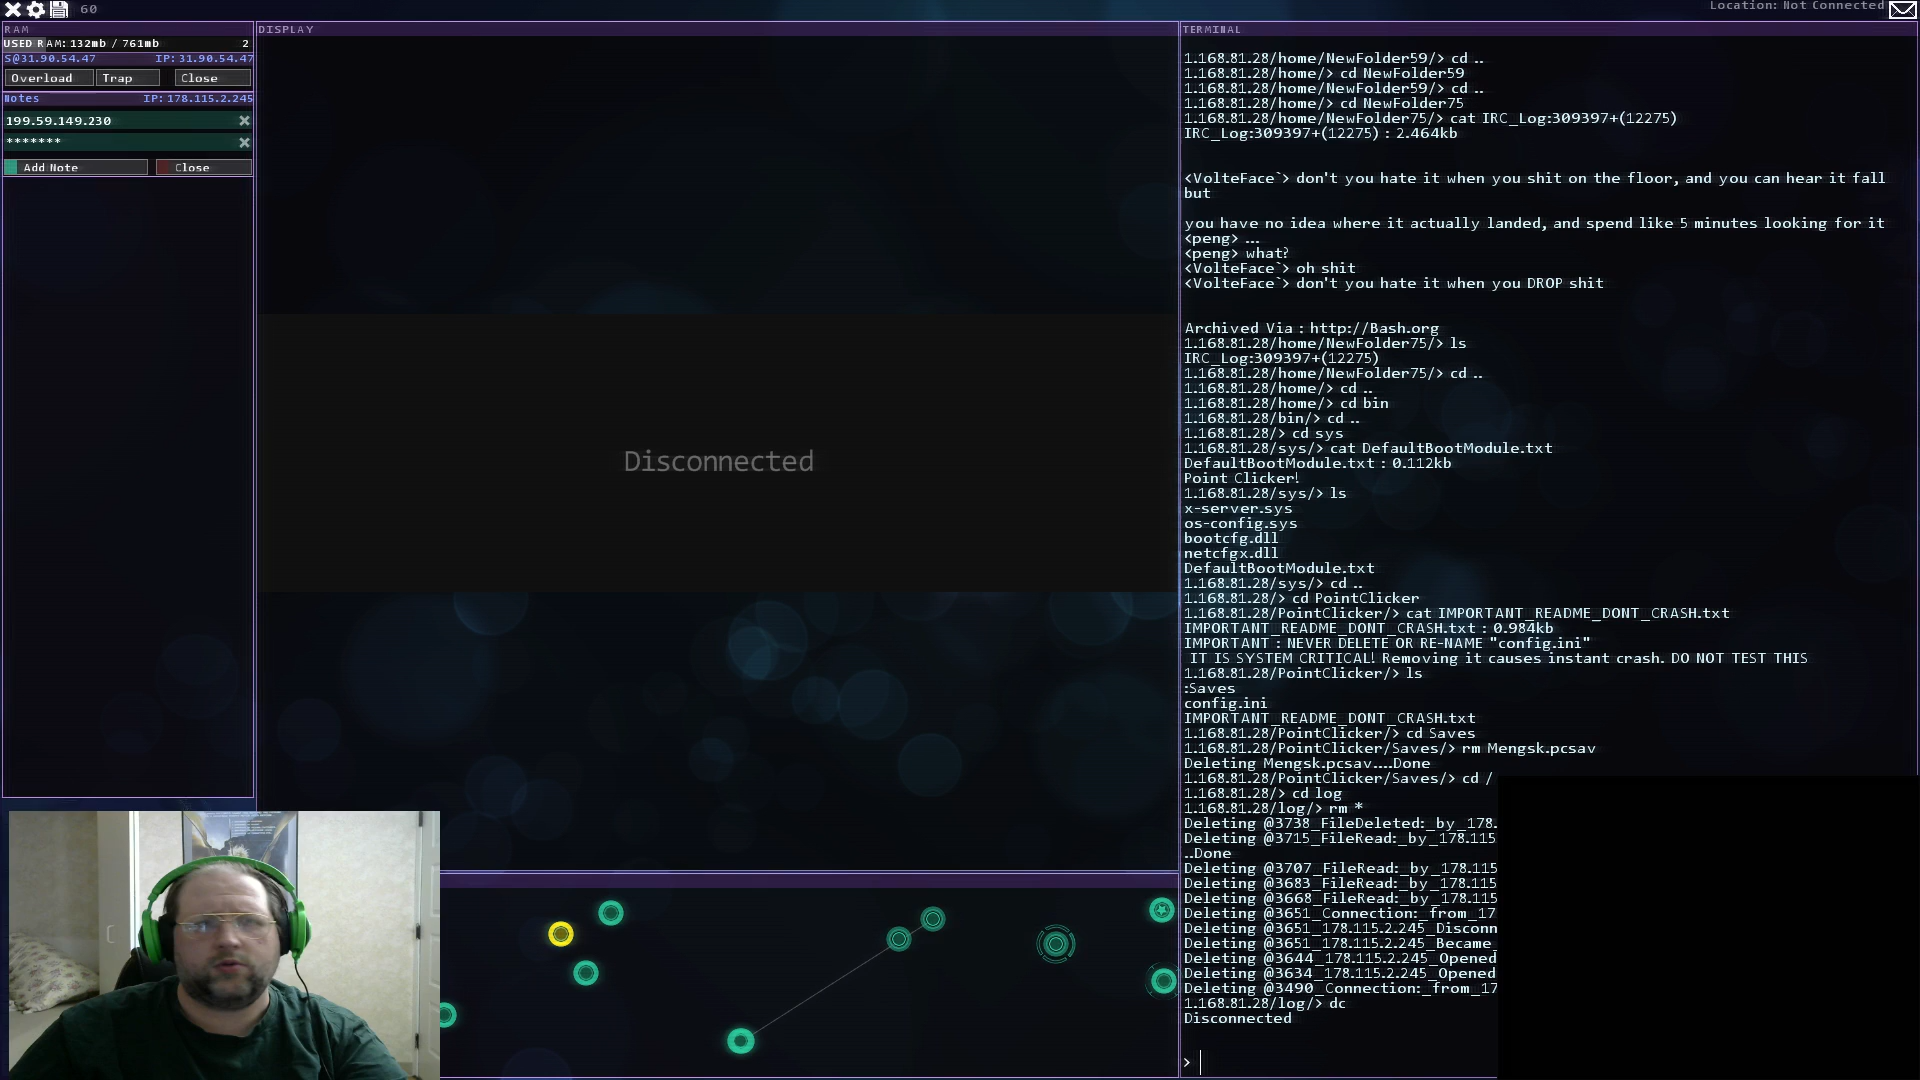 60
Location: Not Connected
RAM
USED RAM: 132mb / 761mb 2
S@31.90.54.47 IP: 31.90.54.47
Overload Trap Close
Notes IP: 178.115.2.245
199.59.149.230
*******
Add Note Close
DISPLAY
Disconnected
TERMINAL
1.168.81.28/home/NewFolder59/> cd ..
1.168.81.28/home/> cd NewFolder59
1.168.81.28/home/NewFolder59/> cd ..
1.168.81.28/home/> cd NewFolder75
1.168.81.28/home/NewFolder75/> cat IRC_Log:309397+(12275)
IRC_Log:309397+(12275) : 2.464kb
<VolteFace`> don't you hate it when you shit on the floor, and you can hear it fall
but
you have no idea where it actually landed, and spend like 5 minutes looking for it
<peng> ...
<peng> what?
<VolteFace`> oh shit
<VolteFace`> don't you hate it when you DROP shit
Archived Via : http://Bash.org
1.168.81.28/home/NewFolder75/> ls
IRC_Log:309397+(12275)
1.168.81.28/home/NewFolder75/> cd ..
1.168.81.28/home/> cd ..
1.168.81.28/home/> cd bin
1.168.81.28/bin/> cd ..
1.168.81.28/> cd sys
1.168.81.28/sys/> cat DefaultBootModule.txt
DefaultBootModule.txt : 0.112kb
Point Clicker!
1.168.81.28/sys/> ls
x-server.sys
os-config.sys
bootcfg.dll
netcfgx.dll
DefaultBootModule.txt
1.168.81.28/sys/> cd ..
1.168.81.28/> cd PointClicker
1.168.81.28/PointClicker/> cat IMPORTANT_README_DONT_CRASH.txt
IMPORTANT_README_DONT_CRASH.txt : 0.984kb
IMPORTANT : NEVER DELETE OR RE-NAME "config.ini"
IT IS SYSTEM CRITICAL! Removing it causes instant crash. DO NOT TEST THIS
1.168.81.28/PointClicker/> ls
:Saves
config.ini
IMPORTANT_README_DONT_CRASH.txt
1.168.81.28/PointClicker/> cd Saves
1.168.81.28/PointClicker/Saves/> rm Mengsk.pcsav
Deleting Mengsk.pcsav....Done
1.168.81.28/PointClicker/Saves/> cd /
1.168.81.28/> cd log
1.168.81.28/log/> rm *
Deleting @3738_FileDeleted:_by_178.
Deleting @3715_FileRead:_by_178.115
..Done
Deleting @3707_FileRead:_by_178.115
Deleting @3683_FileRead:_by_178.115
Deleting @3668_FileRead:_by_178.115
Deleting @3651_Connection:_from_17
Deleting @3651_178.115.2.245_Disconn
Deleting @3651_178.115.2.245_Became_
Deleting @3644_178.115.2.245_Opened
Deleting @3634_178.115.2.245_Opened
Deleting @3490_Connection:_from_17
1.168.81.28/log/> dc
Disconnected
>